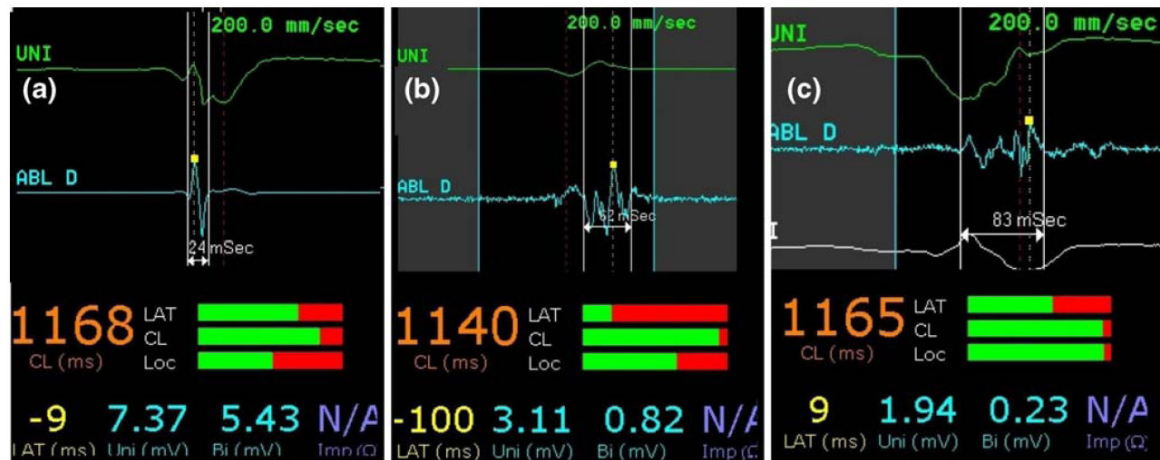 200.0 mm/sec
UNI
(a)
ABL D
24 mSec
1168
CL (ms)
LAT
CL
Loc
-9 7.37 5.43 N/A
LAT (ms) Uni (mV) Bi (mV) Imp (Ω)
200.0 mm/sec
UNI
(b)
ABL D
62 mSec
1140
CL (ms)
LAT
CL
Loc
-100 3.11 0.82 N/A
LAT (ms) Uni (mV) Bi (mV) Imp (Ω)
200.0 mm/sec
UNI
(c)
ABL D
83 mSec
1165
CL (ms)
LAT
CL
Loc
9 1.94 0.23 N/A
LAT (ms) Uni (mV) Bi (mV) Imp (Ω)